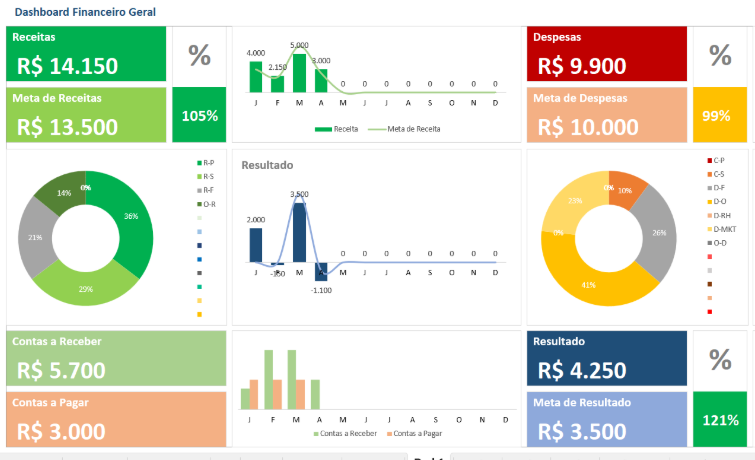 Dashboard Financeiro Geral
Receitas
R$ 14.150
%
Meta de Receitas
R$ 13.500
105%
4.000
2.150
5.000
3.000
0 0 0 0 0 0 0 0
J F M A M J J A S O N D
Receita Meta de Receita
Despesas
R$ 9.900
%
Meta de Despesas
R$ 10.000
99%
0%
14%
36%
21%
29%
R-P
R-S
R-F
O-R
Resultado
2.000
-150
3.500
-1.100
0 0 0 0 0 0 0 0
J F M A M J J A S O N D
0%
10%
23%
26%
0%
41%
C-P
C-S
D-F
D-O
D-RH
D-MKT
O-D
Contas a Receber
R$ 5.700
Contas a Pagar
R$ 3.000
J F M A M J J A S O N D
Contas a Receber Contas a Pagar
Resultado
R$ 4.250
%
Meta de Resultado
R$ 3.500
121%